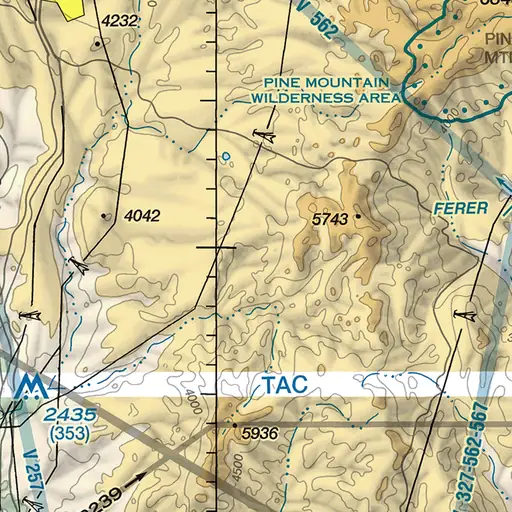 4232
V 562
PIN
MT
PINE MOUNTAIN
WILDERNESS AREA
4042
5743
FERER
TAC
2435
(353)
4000
5936
4500
V 257
239
327-562-567